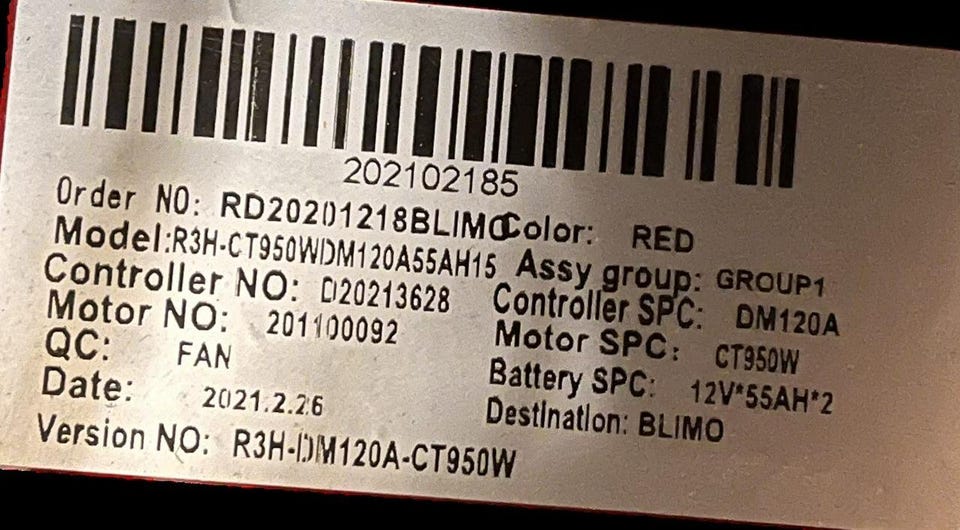 202102185
Order NO: RD20201218BLIMO Color: RED
Model:R3H-CT950WDM120A55AH15 Assy group: GROUP1
Controller NO: D20213628 Controller SPC: DM120A
Motor NO: 201100092 Motor SPC: CT950W
QC: FAN Battery SPC: 12V*55AH*2
Date: 2021.2.26 Destination: BLIMO
Version NO: R3H-DM120A-CT950W